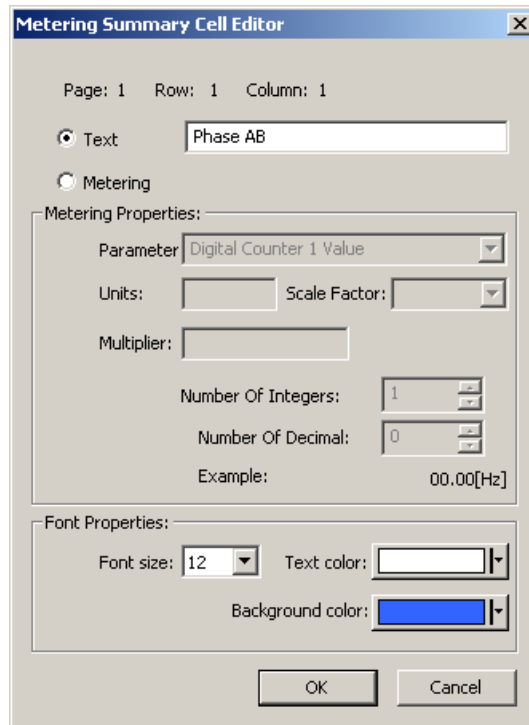 Metering Summary Cell Editor
Page: 1 Row: 1 Column: 1
Text Phase AB
Metering
Metering Properties:
Parameter Digital Counter 1 Value
Units: Scale Factor:
Multiplier:
Number Of Integers: 1
Number Of Decimal: 0
Example: 00.00[Hz]
Font Properties:
Font size: 12 Text color:
Background color:
OK Cancel